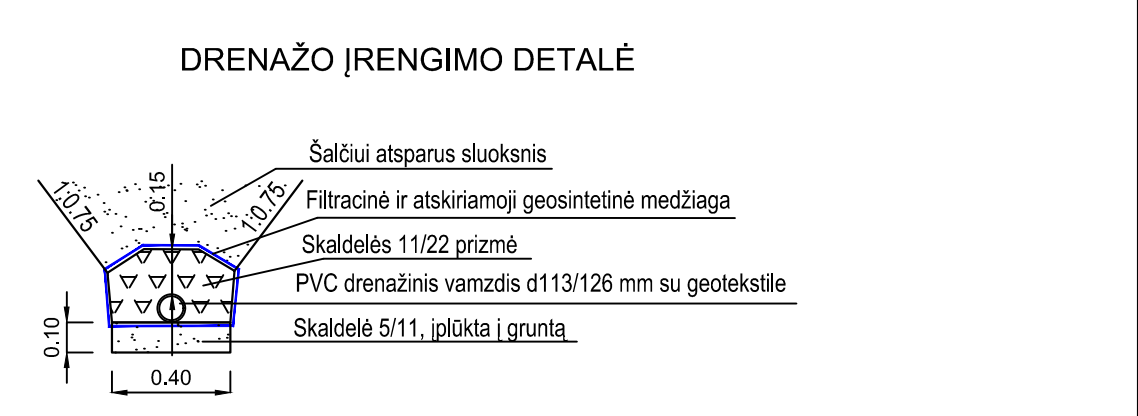 DRENAŽO ĮRENGIMO DETALĖ
Šalčiui atsparus sluoksnis
1:0.75
0.15
1:0.75
Filtracinė ir atskiriamoji geosintetinė medžiaga
Skaldelės 11/22 prizmė
PVC drenažinis vamzdis d113/126 mm su geotekstile
Skaldelė 5/11, įplūkta į gruntą
0.10
0.40